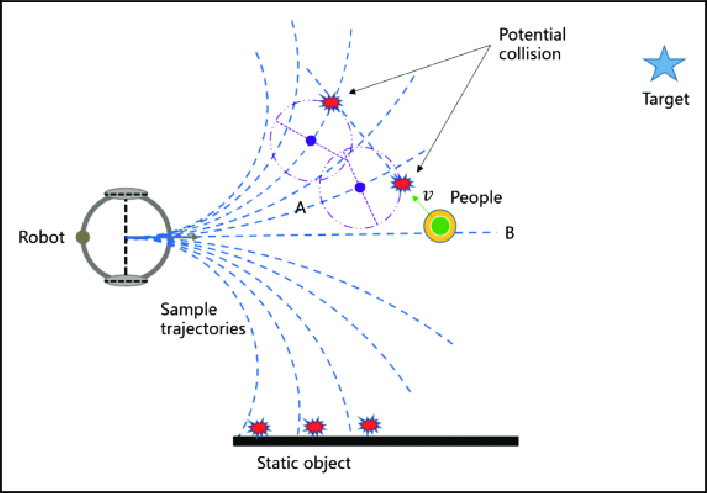 Potential
collision
Target
People
v
A
B
Robot
Sample
trajectories
Static object